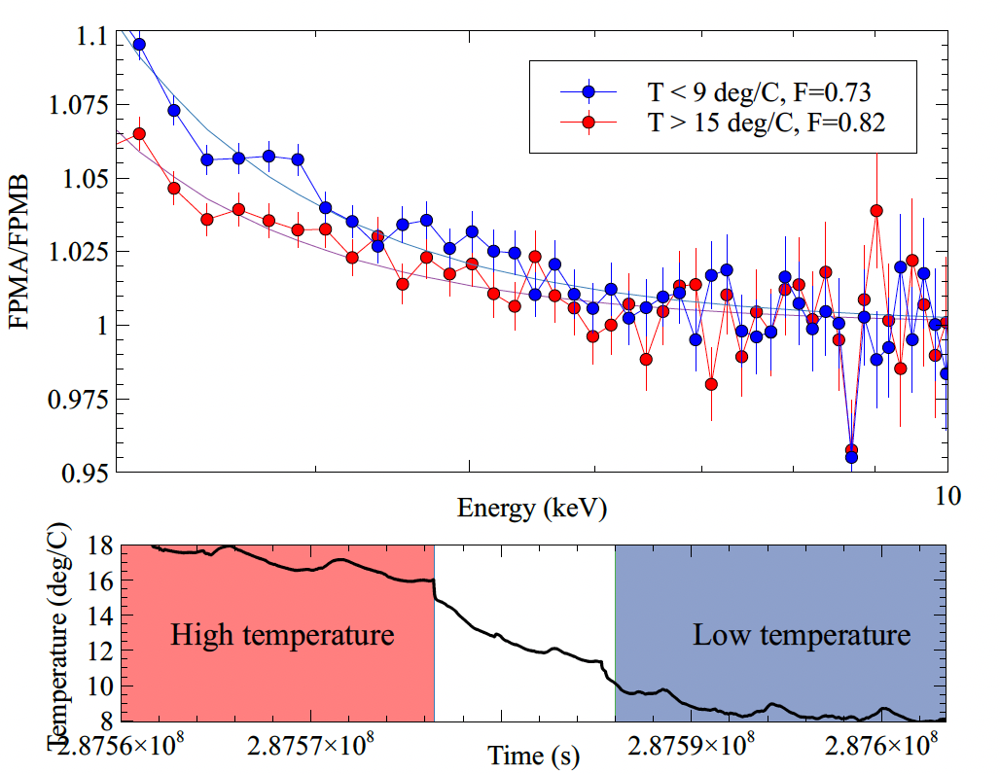 1.1
1.075
1.05
1.025
1
0.975
0.95
FPMA/FPMB
T < 9 deg/C, F=0.73
T > 15 deg/C, F=0.82
Energy (keV)
10
18
16
14
12
10
8
Temperature (deg/C)
High temperature
Low temperature
2.8756×10⁸
2.8757×10⁸
Time (s)
2.8759×10⁸
2.876×10⁸